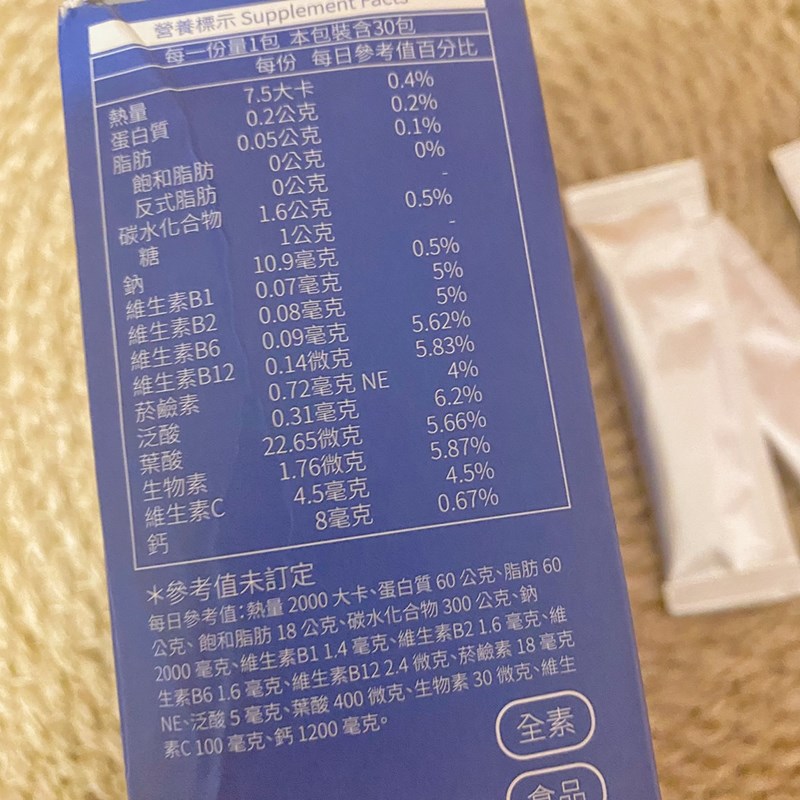 營養標示 Supplement Facts
每一份量1包 本包裝含30包
每份 每日參考值百分比
熱量 7.5大卡 0.4%
蛋白質 0.2公克 0.2%
脂肪 0.05公克 0.1%
飽和脂肪 0公克 0%
反式脂肪 0公克 -
碳水化合物 1.6公克 0.5%
糖 1公克 -
鈉 10.9毫克 0.5%
維生素B1 0.07毫克 5%
維生素B2 0.08毫克 5%
維生素B6 0.09毫克 5.62%
維生素B12 0.14微克 5.83%
菸鹼素 0.72毫克 NE 4%
泛酸 0.31毫克 6.2%
葉酸 22.65微克 5.66%
生物素 1.76微克 5.87%
維生素C 4.5毫克 4.5%
鈣 8毫克 0.67%
＊參考值未訂定
每日參考值：熱量 2000 大卡、蛋白質 60 公克、脂肪 60
公克、飽和脂肪 18 公克、碳水化合物 300 公克、鈉
2000 毫克、維生素B1 1.4 毫克、維生素B2 1.6 毫克、維
生素B6 1.6 毫克、維生素B12 2.4 微克、菸鹼素 18 毫克
NE、泛酸 5 毫克、葉酸 400 微克、生物素 30 微克、維生
素C 100 毫克、鈣 1200 毫克。
全素
食品